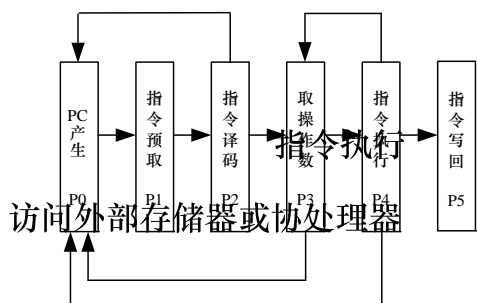 PC产生 P0
指令预取 P1
指令译码 P2
取操作数 P3
指令执行 P4
指令写回 P5
指令执行
访问外部存储器或协处理器